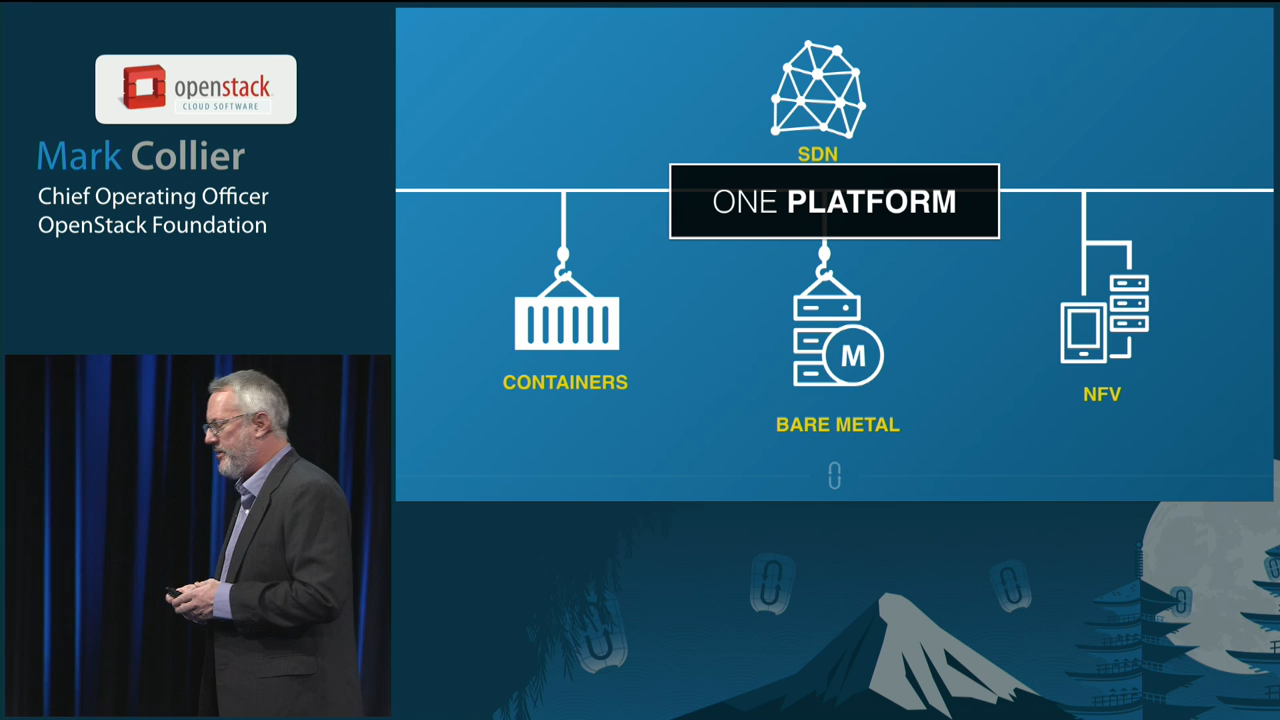 openstack
CLOUD SOFTWARE
Mark Collier
Chief Operating Officer
OpenStack Foundation
SDN
ONE PLATFORM
M
CONTAINERS
BARE METAL
NFV